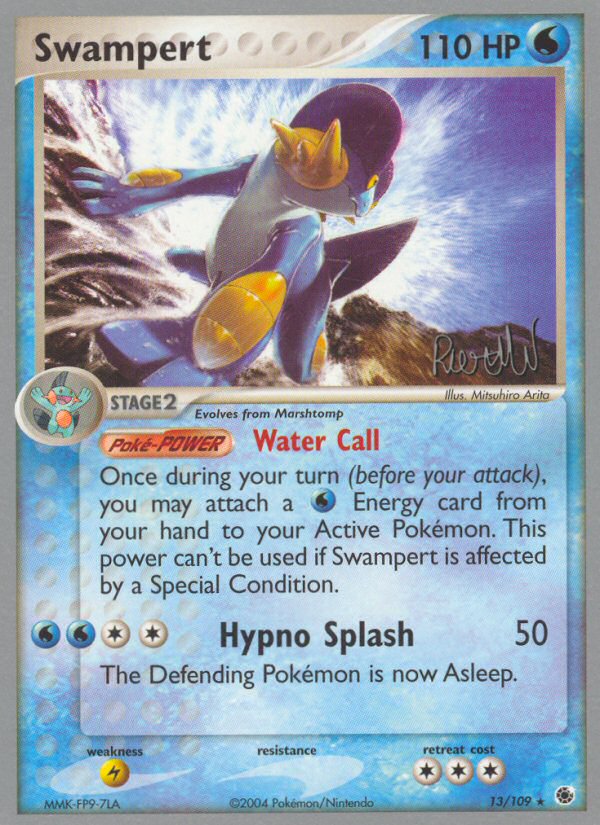 Swampert 110 HP
Illus. Mitsuhiro Arita
STAGE2
Evolves from Marshtomp
Poké-POWER Water Call
Once during your turn (before your attack),
you may attach a Energy card from
your hand to your Active Pokémon. This
power can't be used if Swampert is affected
by a Special Condition.
Hypno Splash 50
The Defending Pokémon is now Asleep.
weakness resistance retreat cost
MMK-FP9-7LA ©2004 Pokémon/Nintendo 13/109 ★